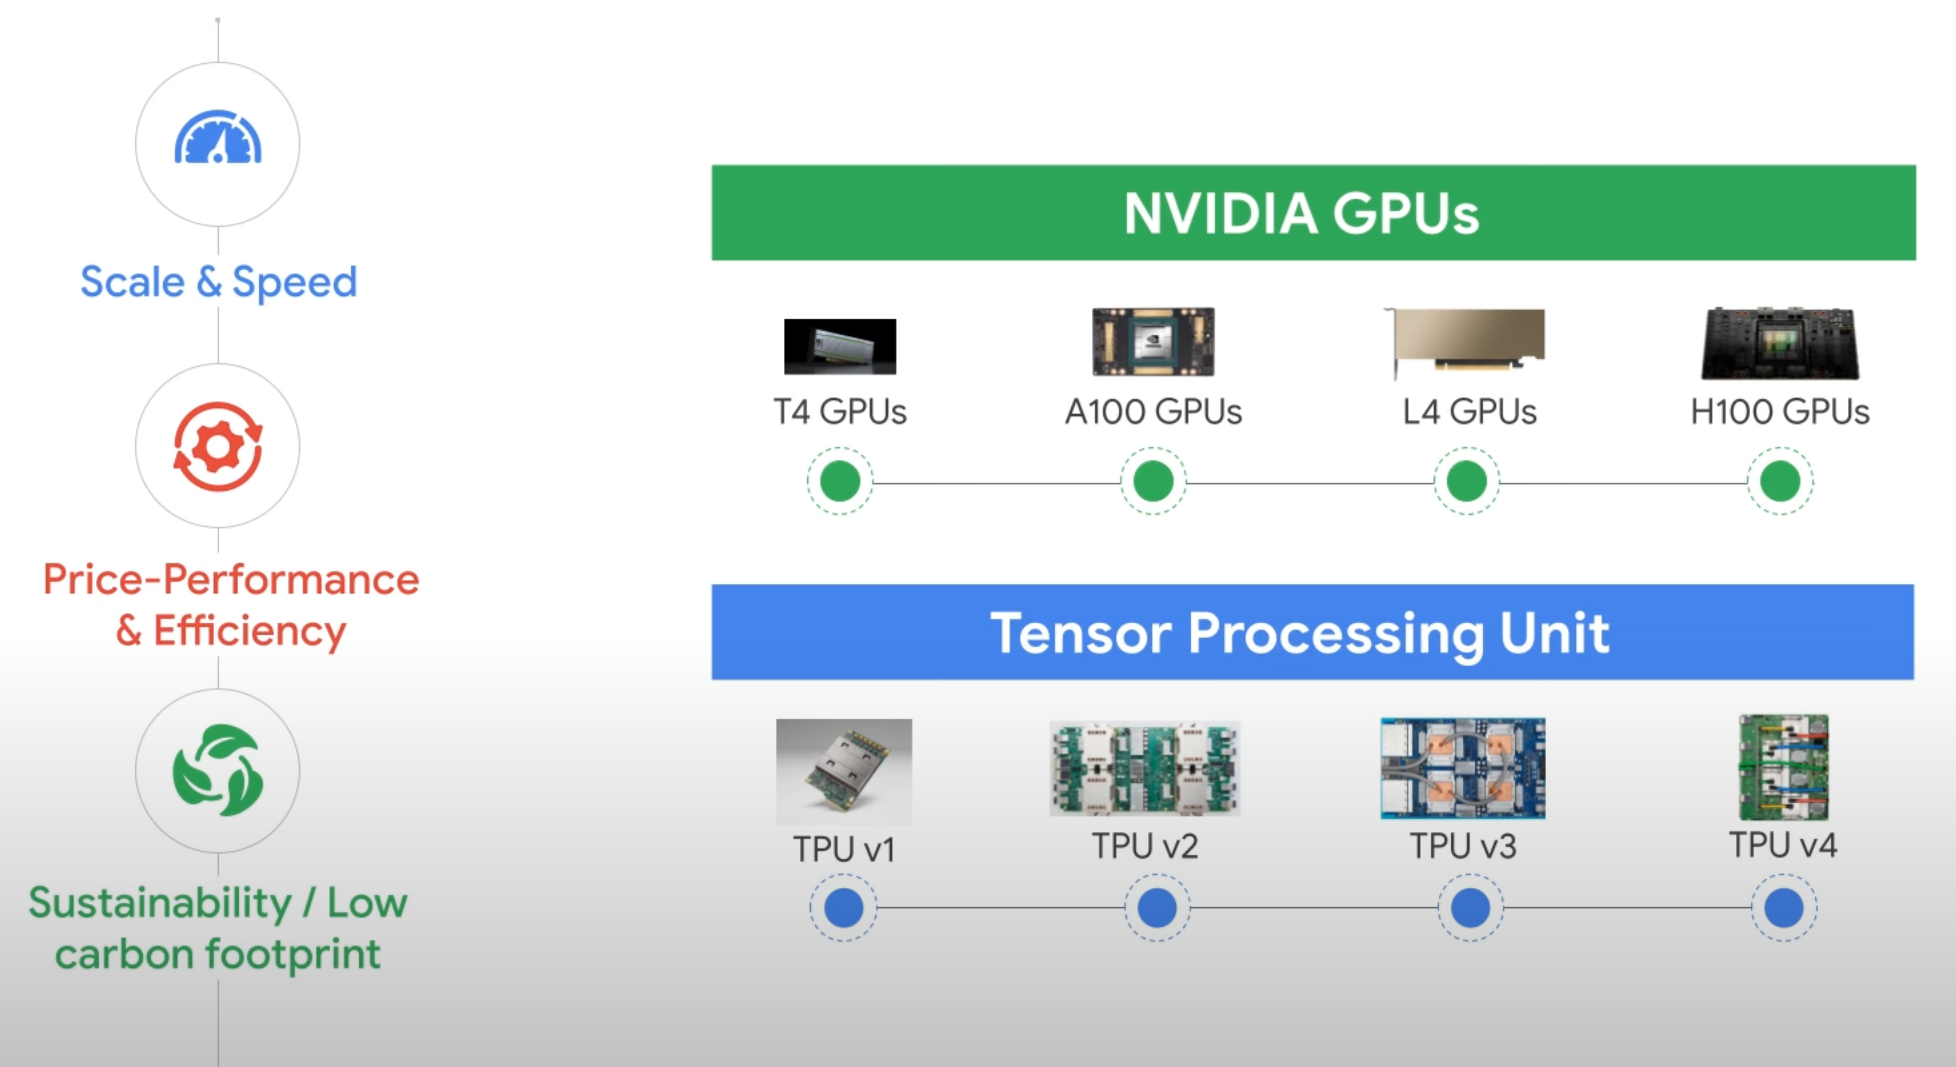 Scale & Speed
Price-Performance
& Efficiency
Sustainability / Low
carbon footprint
NVIDIA GPUs
T4 GPUs
A100 GPUs
L4 GPUs
H100 GPUs
Tensor Processing Unit
TPU v1
TPU v2
TPU v3
TPU v4